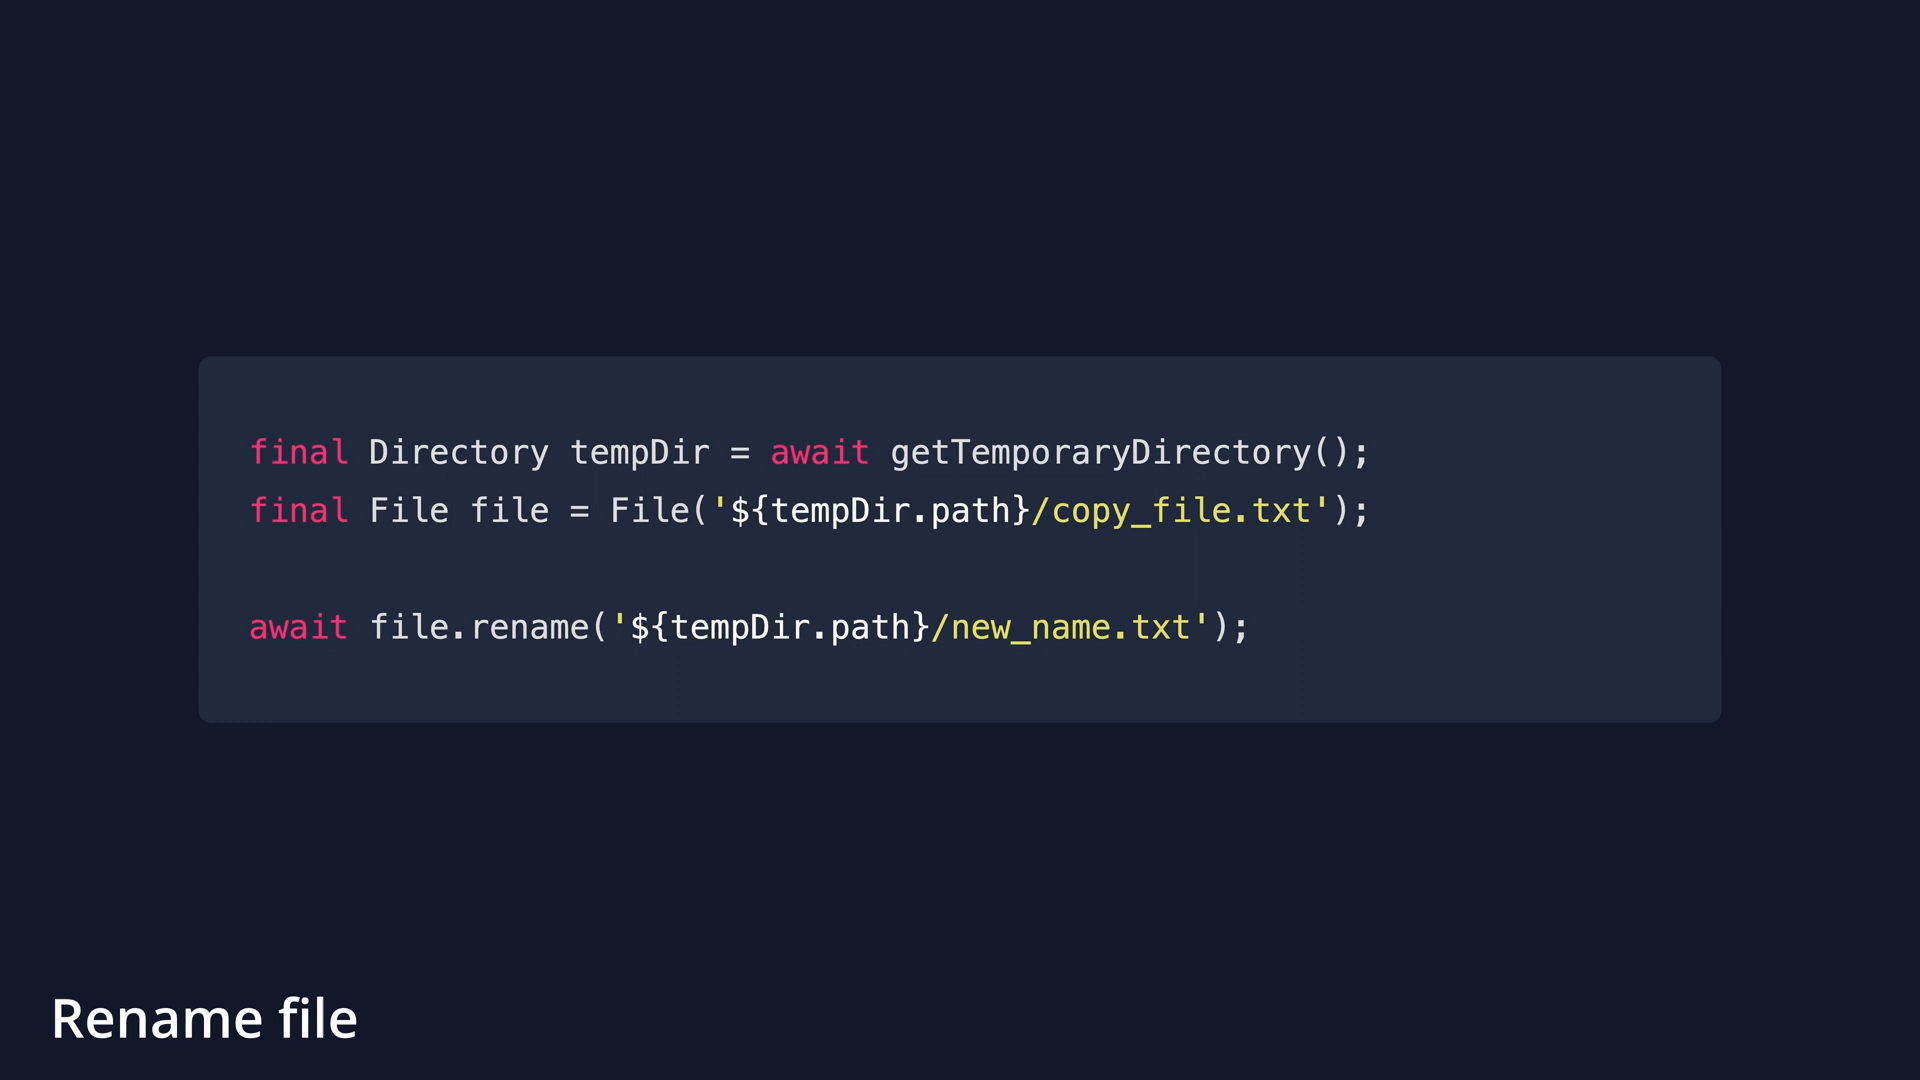 final Directory tempDir = await getTemporaryDirectory();
final File file = File('${tempDir.path}/copy_file.txt');
await file.rename('${tempDir.path}/new_name.txt');
Rename file